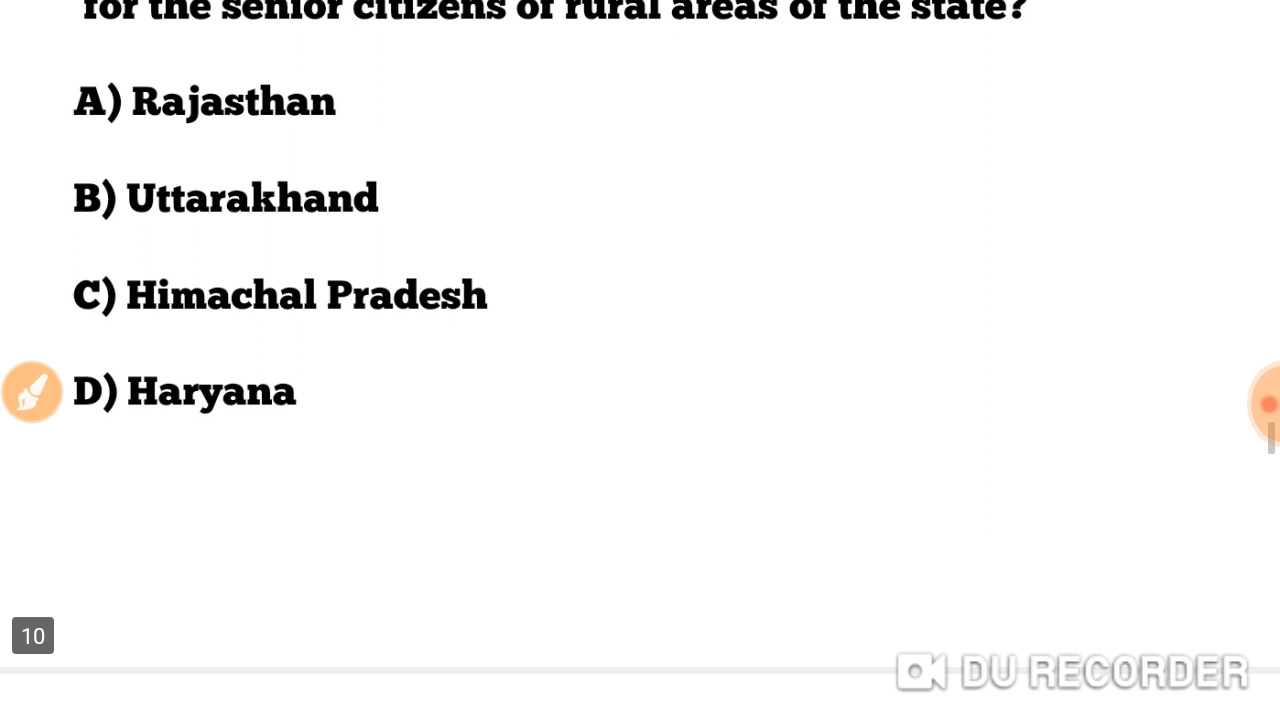 for the senior citizens of rural areas of the state?
A) Rajasthan
B) Uttarakhand
C) Himachal Pradesh
D) Haryana
10
DU RECORDER